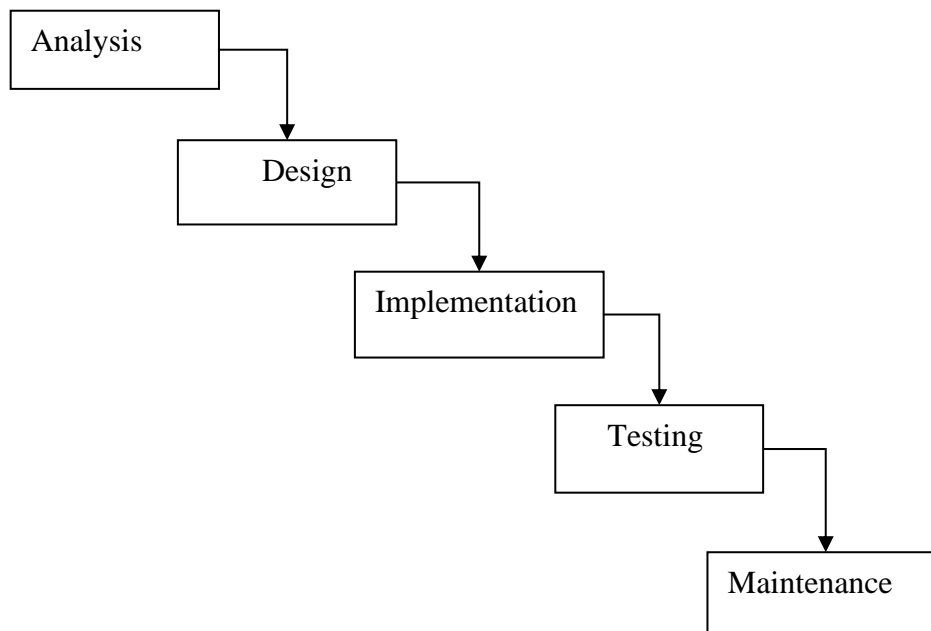 Analysis
Design
Implementation
Testing
Maintenance